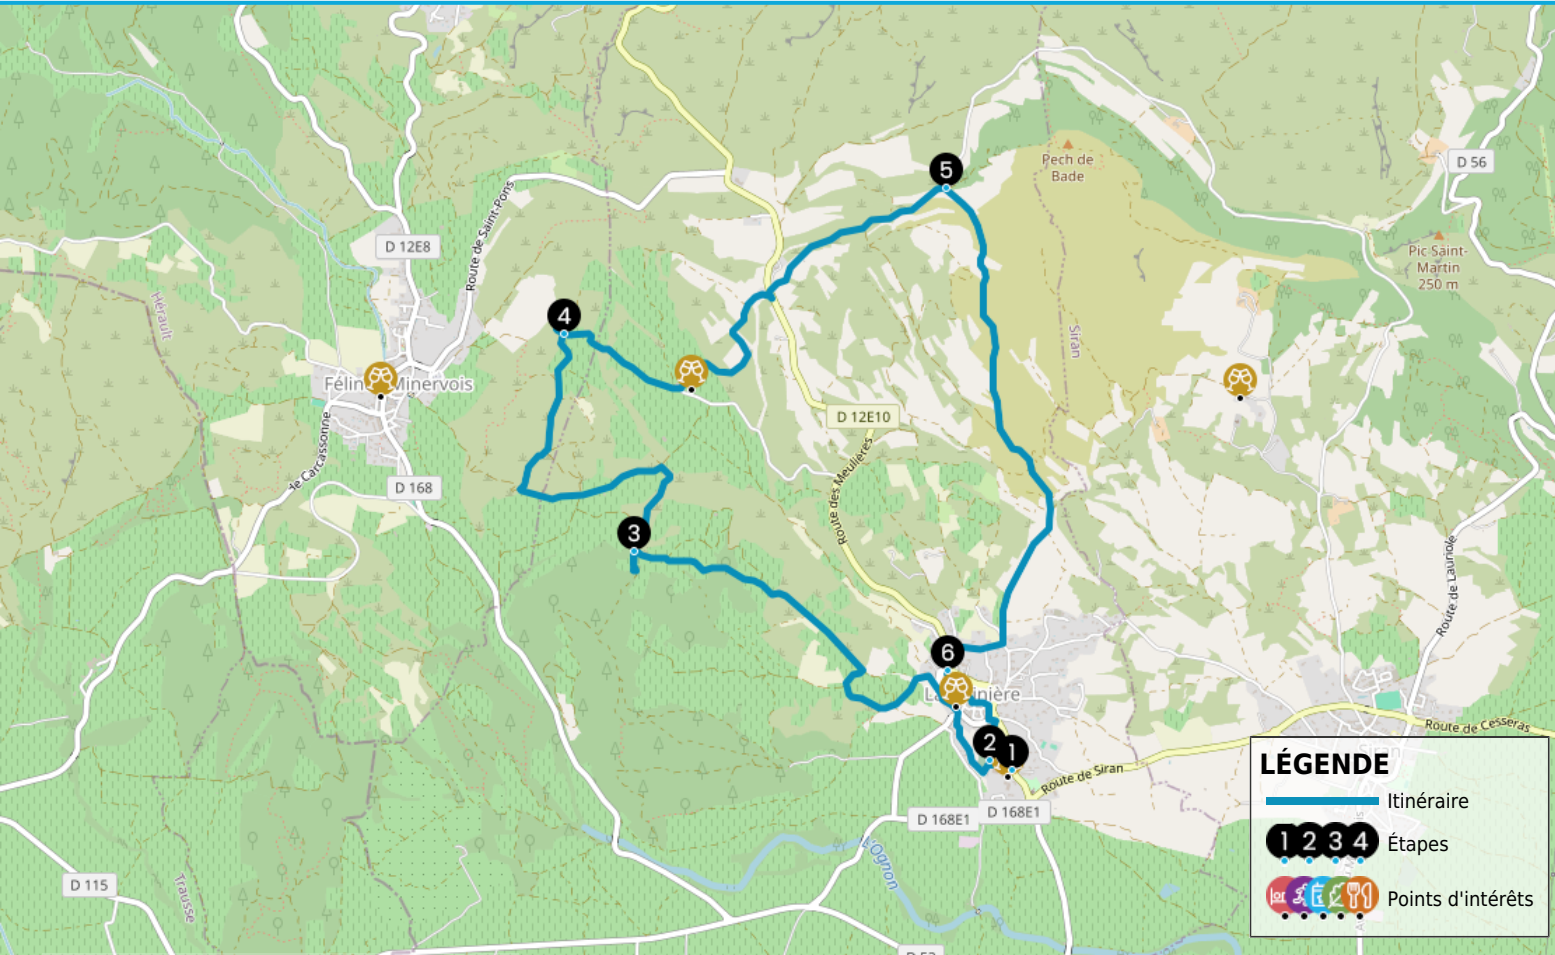 5
Pech de
Bade
D 56
Route de Saint-Pons
D 12E8
Pic Saint-
Martin
250 m
Hérault
4
Siran
Félin
Minervois
D 12E10
Route des Meulières
de Carcassonne
D 168
3
Route de Lauriole
6
La
inière
Route de Cesseras
2
1
Route de Siran
D 168E1
D 168E1
L'Ognon
D 115
Trausse
LÉGENDE
Itinéraire
1 2 3 4
Étapes
Points d'intérêts